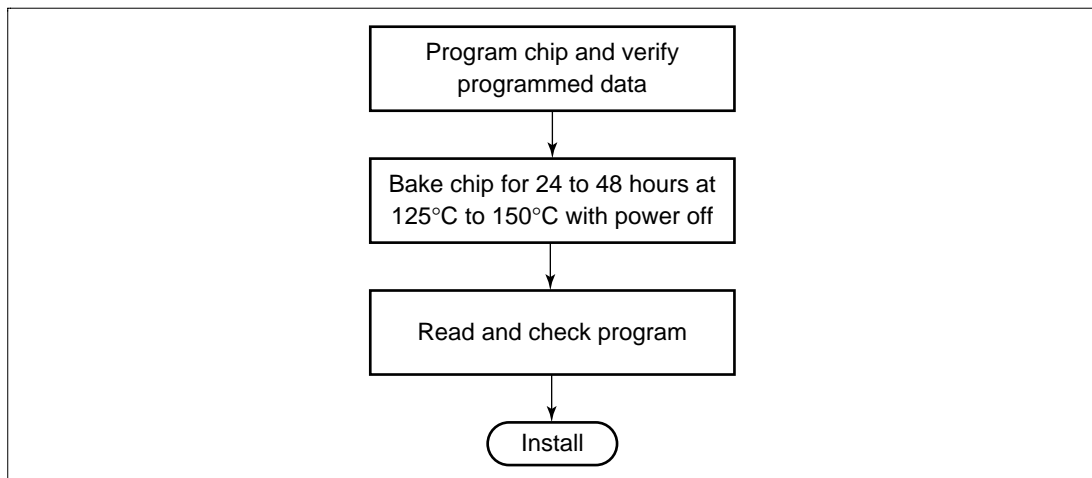 Program chip and verify
programmed data
Bake chip for 24 to 48 hours at
125°C to 150°C with power off
Read and check program
Install